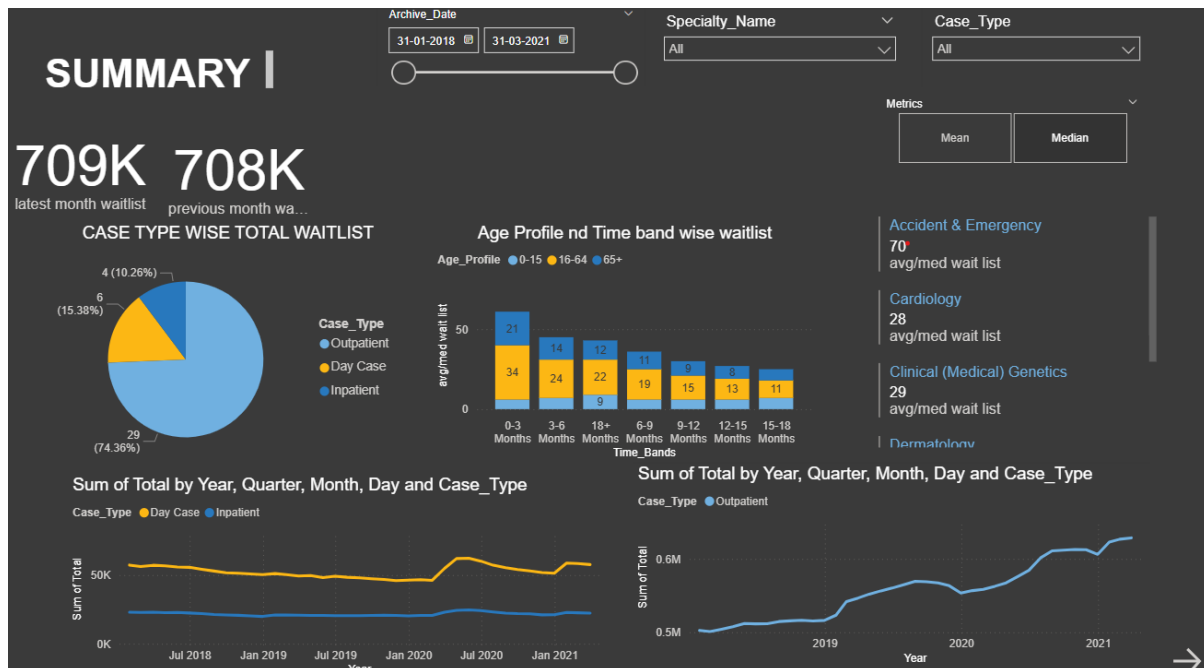 Archive_Date
31-01-2018
31-03-2021
Specialty_Name
All
Case_Type
All
SUMMARY
Metrics
Mean
Median
709K
latest month waitlist
708K
previous month wa...
CASE TYPE WISE TOTAL WAITLIST
4 (10.26%)
6
(15.38%)
29
(74.36%)
Case_Type
Outpatient
Day Case
Inpatient
Age Profile nd Time band wise waitlist
Age_Profile
0-15
16-64
65+
avg/med wait list
50
0
21
34
14
24
12
22
9
11
19
9
15
8
13
11
0-3
Months
3-6
Months
18+
Months
6-9
Months
9-12
Months
12-15
Months
15-18
Months
Time_Bands
Accident & Emergency
70*
avg/med wait list
Cardiology
28
avg/med wait list
Clinical (Medical) Genetics
29
avg/med wait list
Dermatology
Sum of Total by Year, Quarter, Month, Day and Case_Type
Case_Type
Day Case
Inpatient
Sum of Total
50K
0K
Jul 2018
Jan 2019
Jul 2019
Jan 2020
Jul 2020
Jan 2021
Year
Sum of Total by Year, Quarter, Month, Day and Case_Type
Case_Type
Outpatient
Sum of Total
0.6M
0.5M
2019
2020
2021
Year